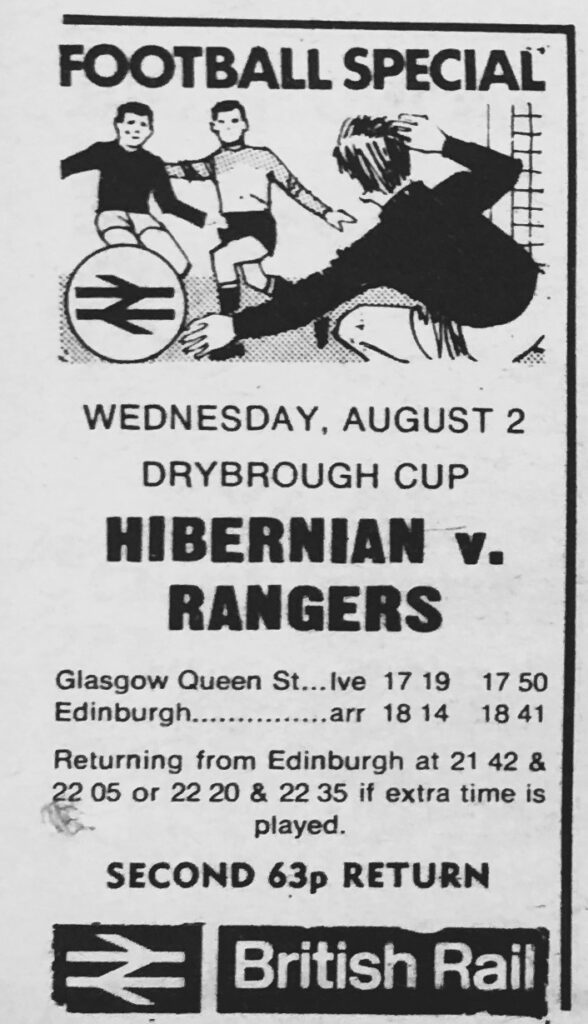 FOOTBALL SPECIAL
WEDNESDAY, AUGUST 2
DRYBROUGH CUP
HIBERNIAN v.
RANGERS
Glasgow Queen St...lve 17 19 17 50
Edinburgh...............arr 18 14 18 41
Returning from Edinburgh at 21 42 &
22 05 or 22 20 & 22 35 if extra time is
played.
SECOND 63p RETURN
British Rail